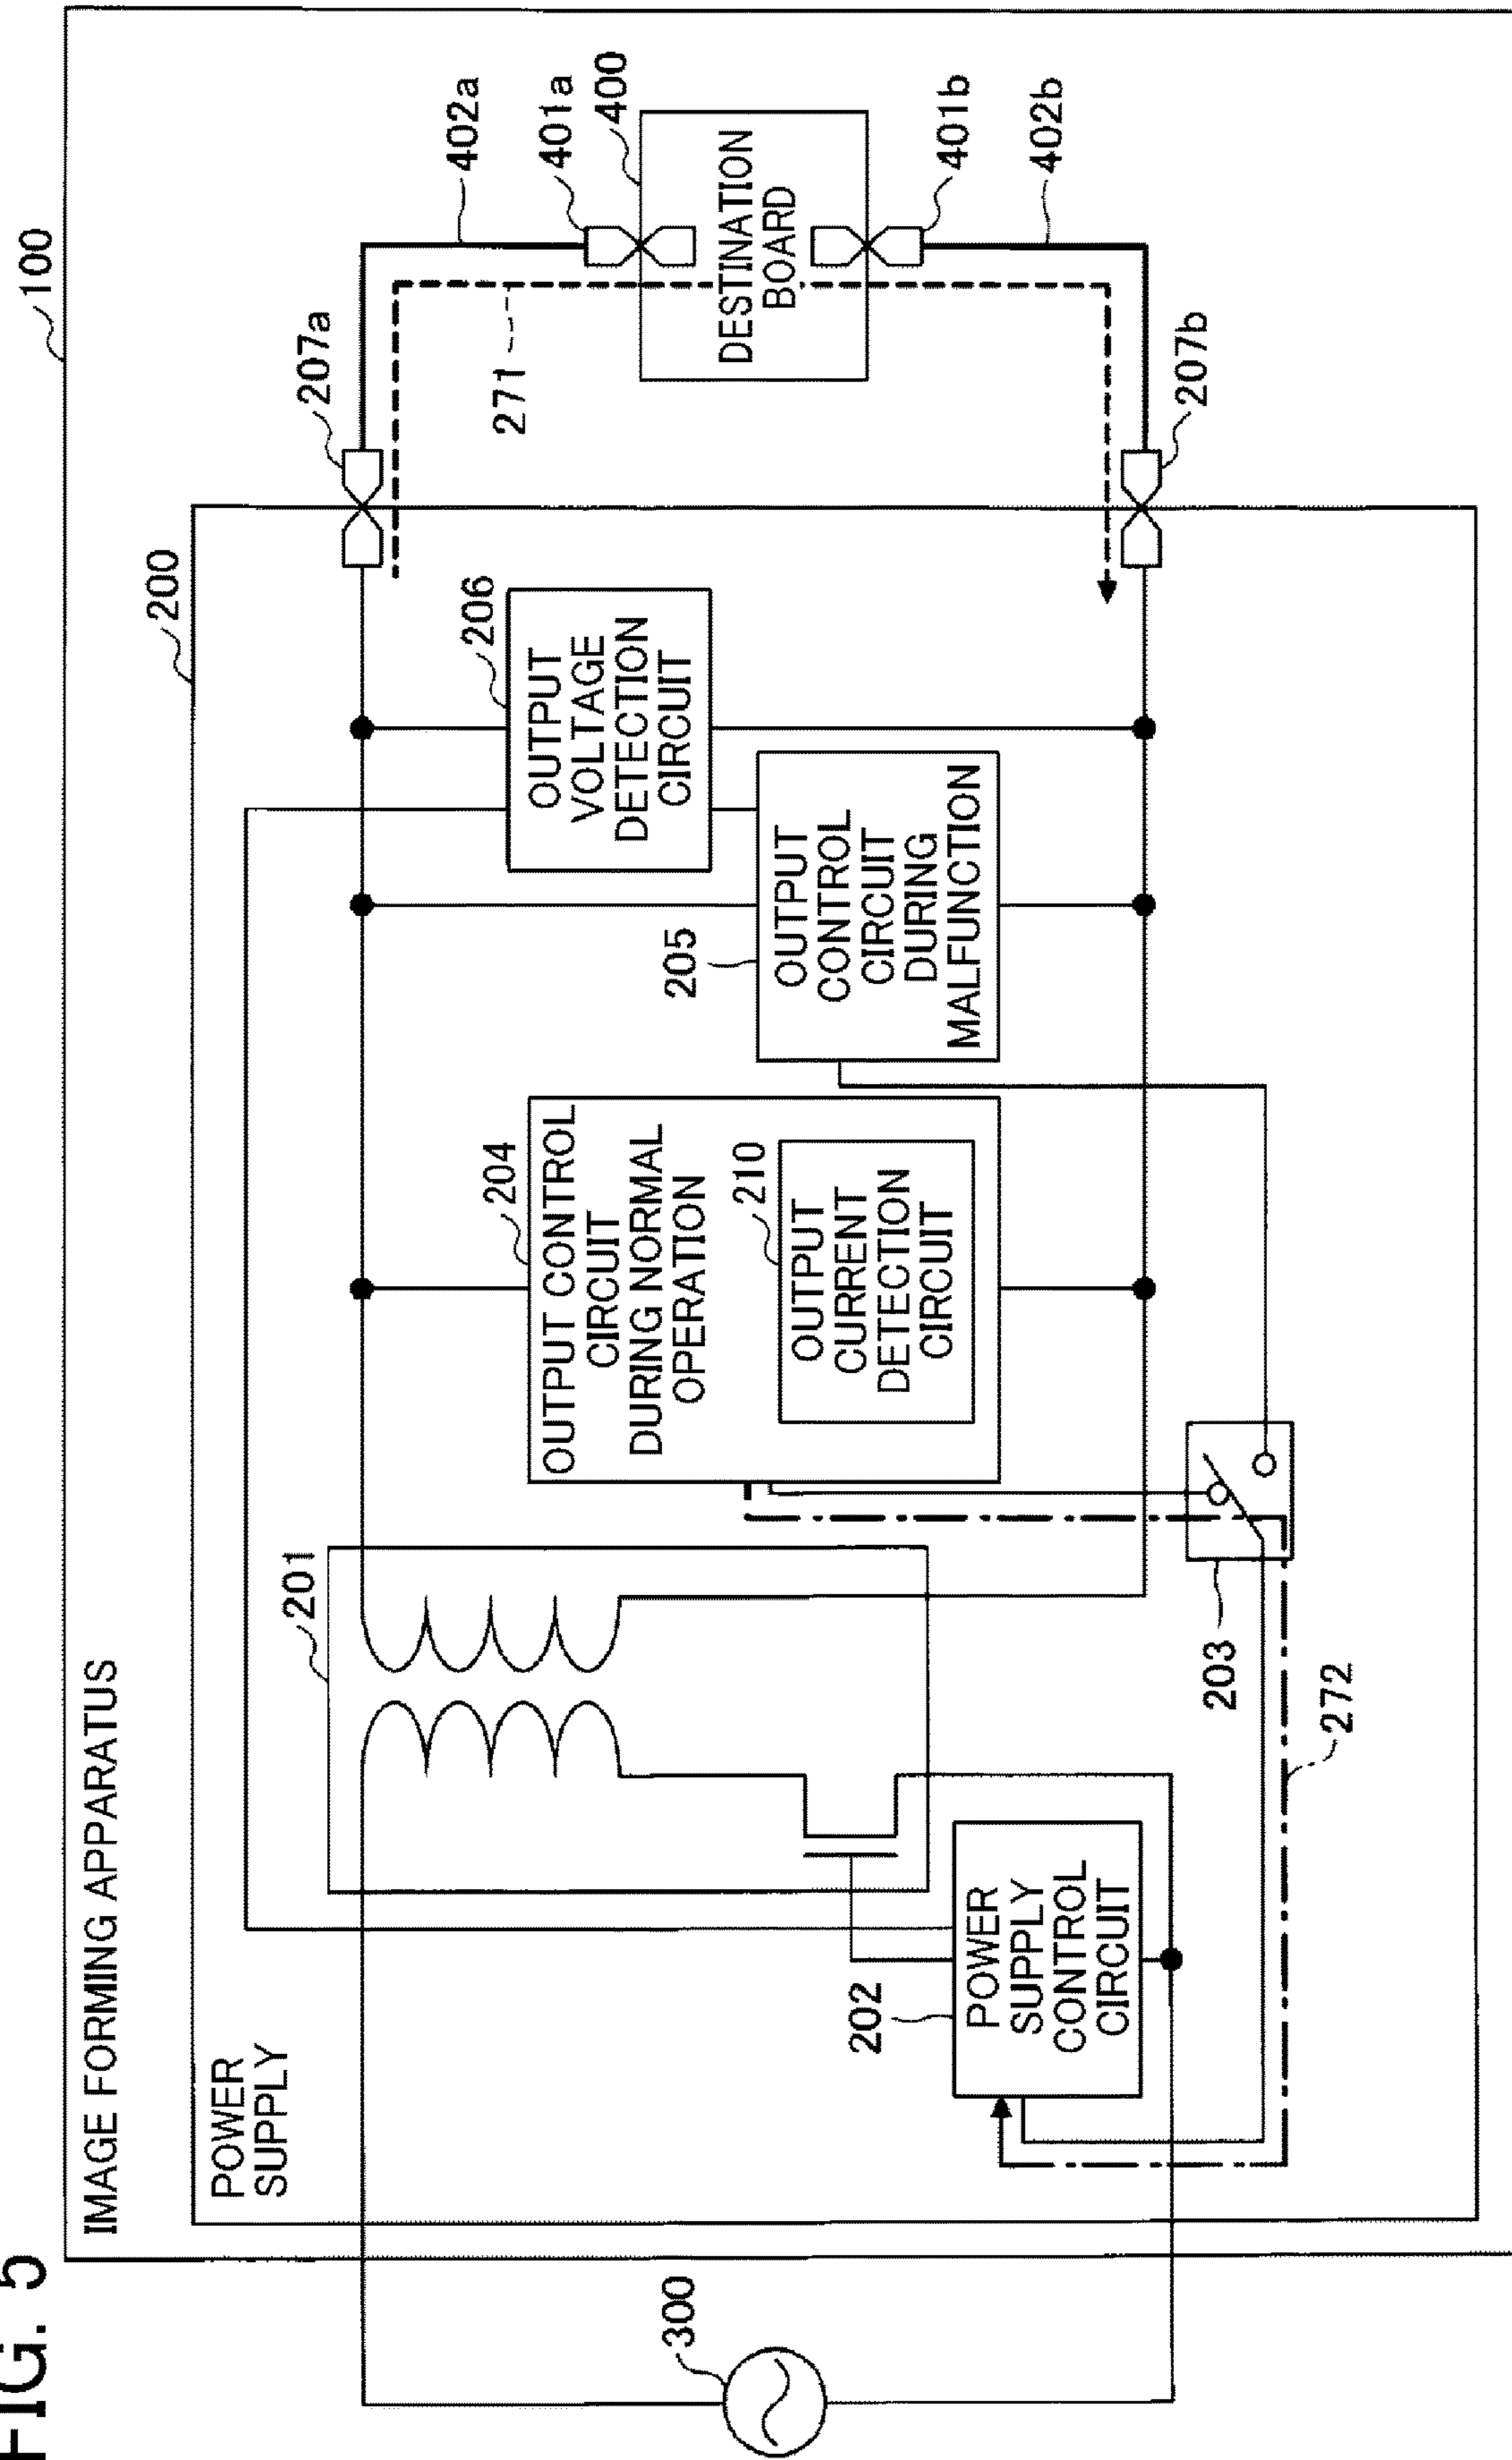 FIG. 5
100
IMAGE FORMING APPARATUS
200
POWER
SUPPLY
201
207a
402a
401a
400
206
OUTPUT
VOLTAGE
DETECTION
CIRCUIT
271
DESTINATION
BOARD
204
OUTPUT CONTROL
CIRCUIT
DURING NORMAL
OPERATION
210
OUTPUT
CURRENT
DETECTION
CIRCUIT
205
OUTPUT
CONTROL
CIRCUIT
DURING
MALFUNCTION
300
202
POWER
SUPPLY
CONTROL
CIRCUIT
401b
402b
207b
203
272